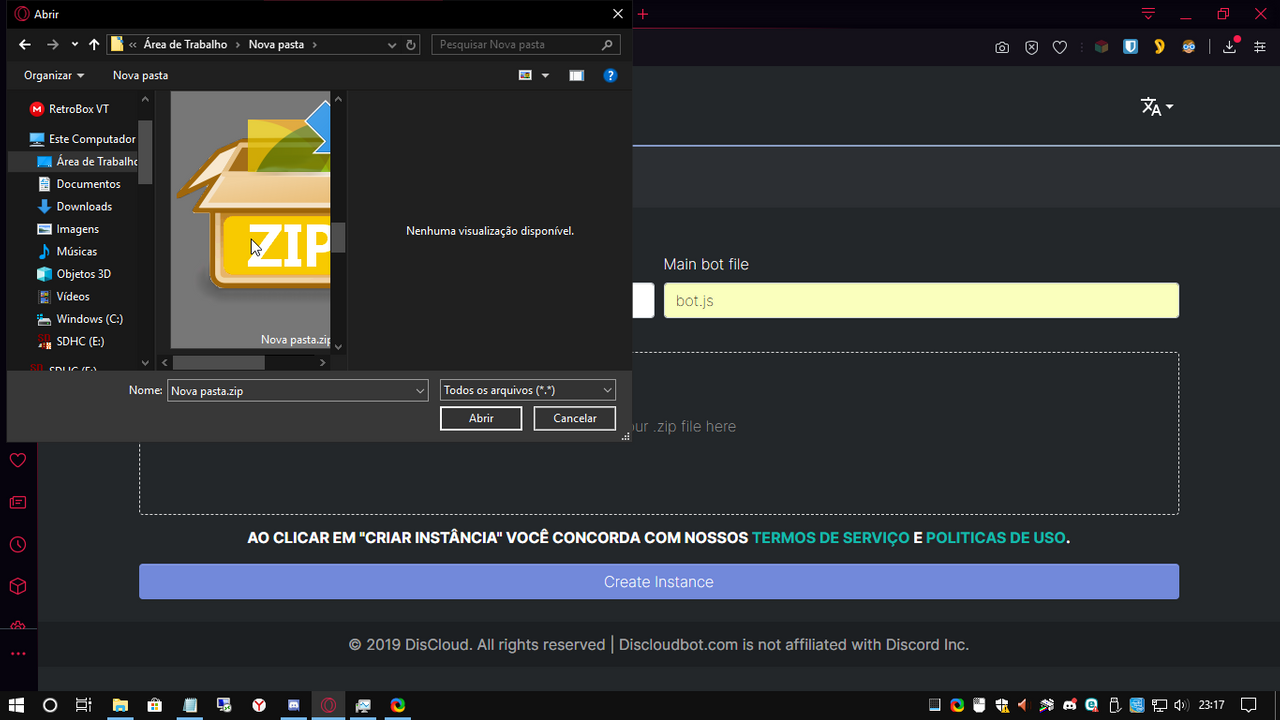 Abrir
Área de Trabalho
Nova pasta
Pesquisar Nova pasta
Organizar
Nova pasta
RetroBox VT
Este Computador
Área de Trabalho
Documentos
Downloads
Imagens
Músicas
Objetos 3D
Vídeos
Windows (C:)
SDHC (E:)
SDHC (E:)
ZIP
Nova pasta.zip
Nenhuma visualização disponível.
Nome:
Nova pasta.zip
Todos os arquivos (*.*)
Abrir
Cancelar
Main bot file
bot.js
our .zip file here
AO CLICAR EM "CRIAR INSTÂNCIA" VOCÊ CONCORDA COM NOSSOS TERMOS DE SERVIÇO E POLITICAS DE USO.
Create Instance
© 2019 DisCloud. All rights reserved | Discloudbot.com is not affiliated with Discord Inc.
23:17